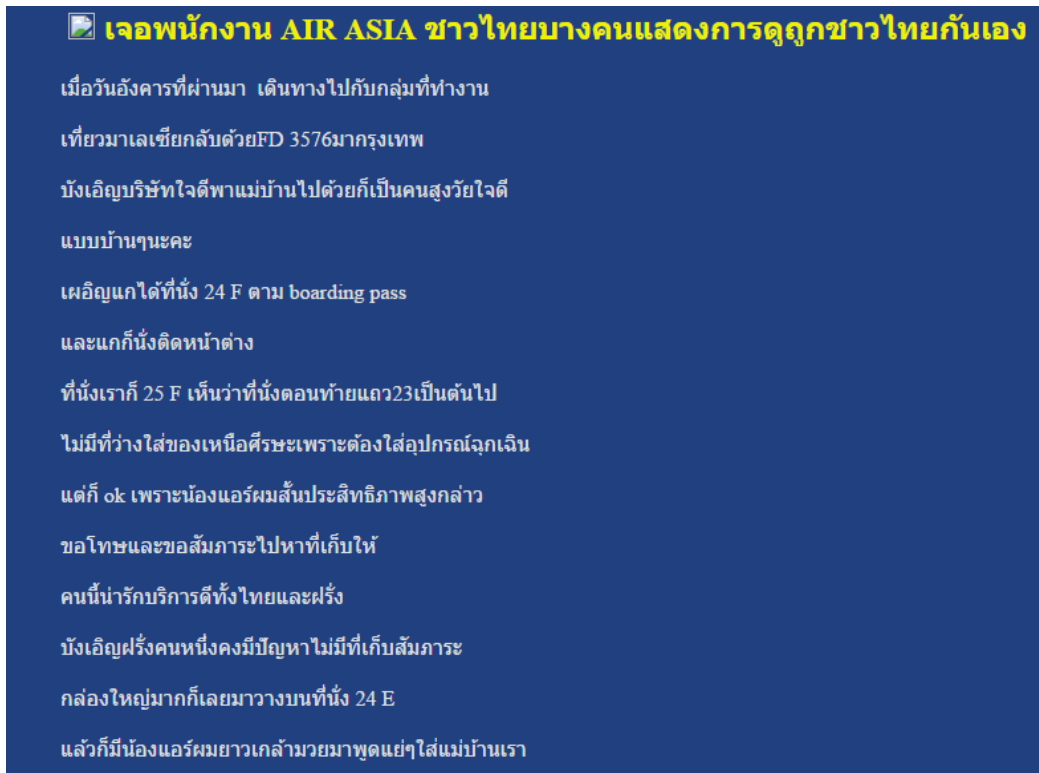 เจอพนักงาน AIR ASIA ชาวไทยบางคนแสดงการดูถูกชาวไทยกันเอง
เมื่อวันอังคารที่ผ่านมา เดินทางไปกับกลุ่มที่ทำงาน
เที่ยวมาเลเซียกลับด้วยFD 3576มากรุงเทพ
บังเอิญบริษัทใจดีพาแม่บ้านไปด้วยก็เป็นคนสูงวัยใจดี
แบบบ้านๆนะคะ
เผอิญแกได้ที่นั่ง 24 F ตาม boarding pass
และแกก็นั่งติดหน้าต่าง
ที่นั่งเราก็ 25 F เห็นว่าที่นั่งตอนท้ายแถว23เป็นต้นไป
ไม่มีที่ว่างใส่ของเหนือศีรษะเพราะต้องใส่อุปกรณ์ฉุกเฉิน
แต่ก็ ok เพราะน้องแอร์ผมสั้นประสิทธิภาพสูงกล่าว
ขอโทษและขอสัมภาระไปหาที่เก็บให้
คนนี้น่ารักบริการดีทั้งไทยและฝรั่ง
บังเอิญฝรั่งคนหนึ่งคงมีปัญหาไม่มีที่เก็บสัมภาระ
กล่องใหญ่มากก็เลยมาวางบนที่นั่ง 24 E
แล้วก็มีน้องแอร์ผมยาวเกล้ามวยมาพูดแย่ๆใส่แม่บ้านเรา